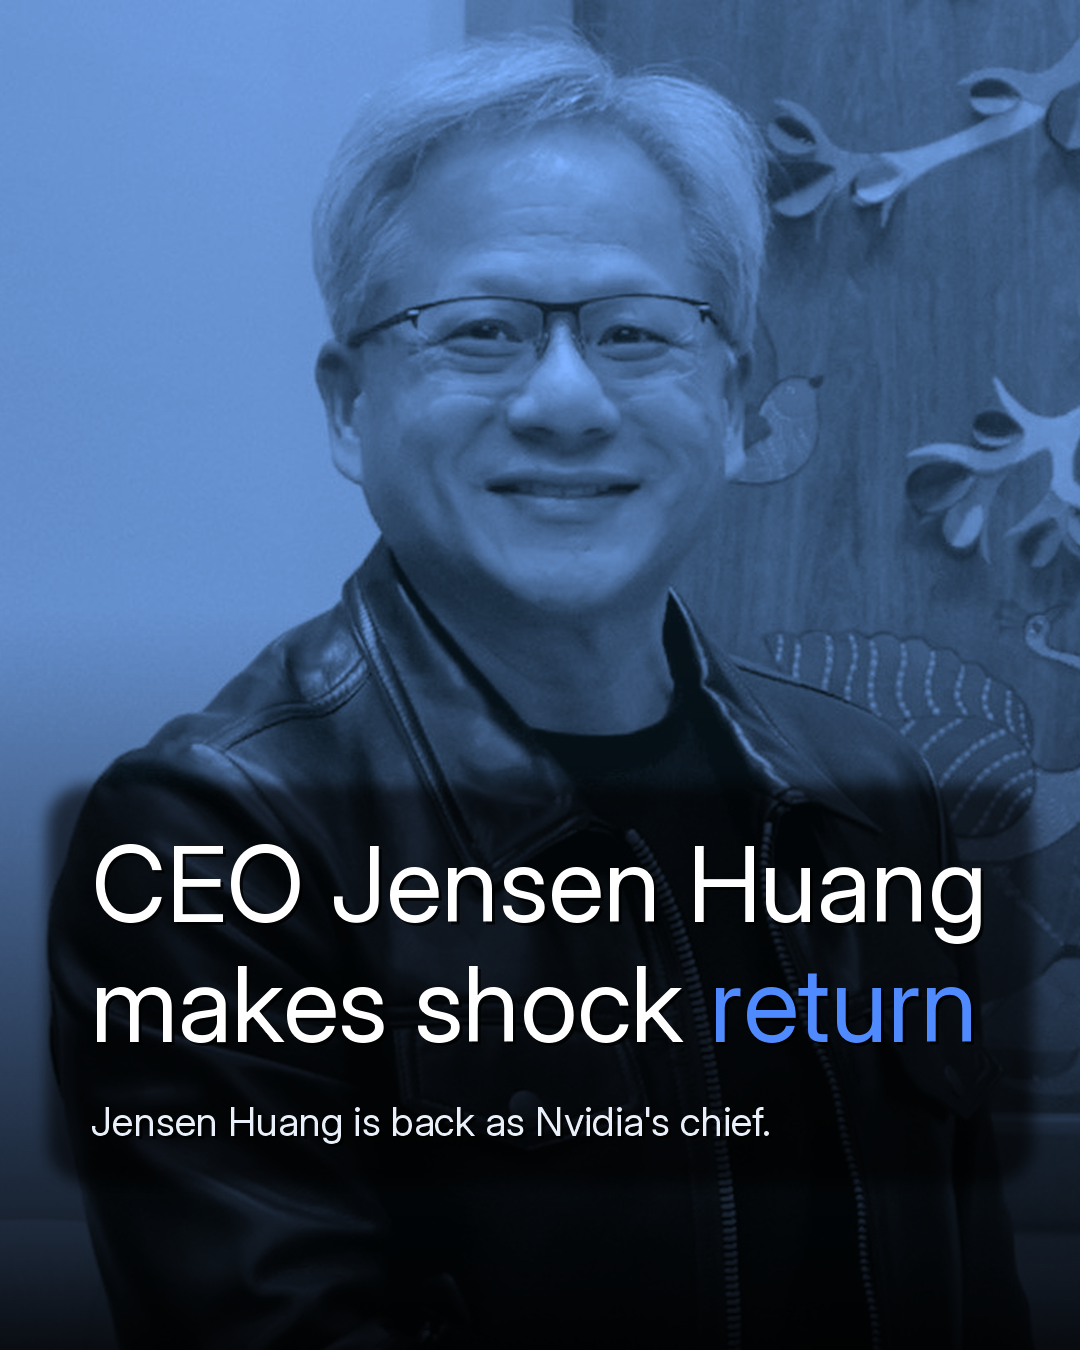 CEO Jensen Huang
makes shock return
Jensen Huang is back as Nvidia's chief.